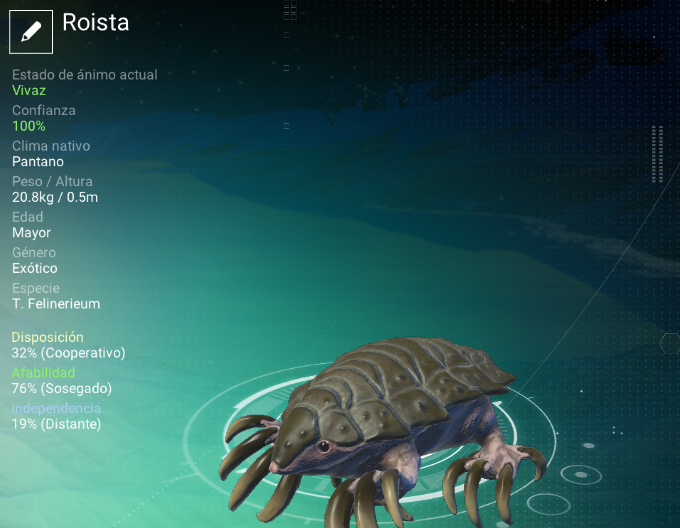 Roista
Estado de ánimo actual
Vivaz
Confianza
100%
Clima nativo
Pantano
Peso / Altura
20.8kg / 0.5m
Edad
Mayor
Género
Exótico
Especie
T. Felinerieum
Disposición
32% (Cooperativo)
Afabilidad
76% (Sosegado)
Independencia
19% (Distante)